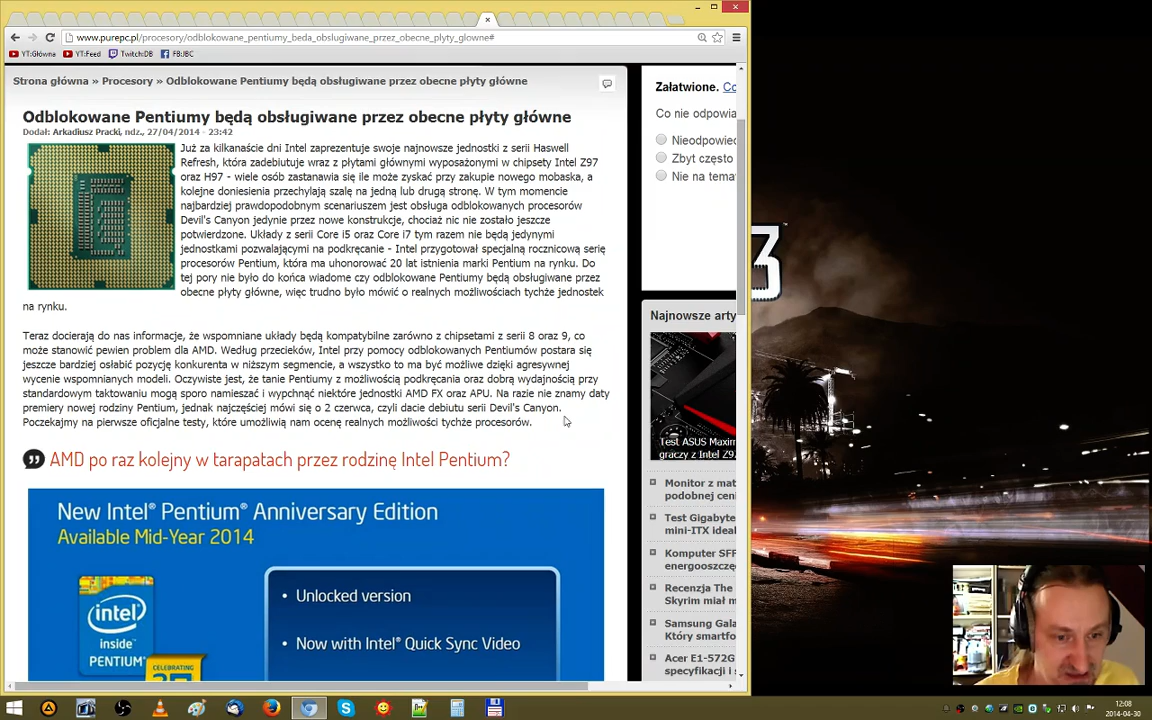 www.purepc.pl/procesory/odblokowane_pentiumy_beda_obslugiwane_przez_obecne_plyty_glowne#
YT:Główna
YT:Feed
Twitch:DB
FB:JBC
Strona główna » Procesory » Odblokowane Pentiumy będą obsługiwane przez obecne płyty główne
Odblokowane Pentiumy będą obsługiwane przez obecne płyty główne
Dodał: Arkadiusz Pracki, ndz., 27/04/2014 - 23:42
Już za kilkanaście dni Intel zaprezentuje swoje najnowsze jednostki z serii Haswell
Refresh, która zadebiutuje wraz z płytami głównymi wyposażonymi w chipsety Intel Z97
oraz H97 - wiele osób zastanawia się ile może zyskać przy zakupie nowego mobaska, a
kolejne doniesienia przechylają szalę na jedną lub drugą stronę. W tym momencie
najbardziej prawdopodobnym scenariuszem jest obsługa odblokowanych procesorów
Devil's Canyon jedynie przez nowe konstrukcje, chociaż nic nie zostało jeszcze
potwierdzone. Układy z serii Core i5 oraz Core i7 tym razem nie będą jedynymi
jednostkami pozwalającymi na podkręcanie - Intel przygotował specjalną rocznicową serię
procesorów Pentium, która ma uhonorować 20 lat istnienia marki Pentium na rynku. Do
tej pory nie było do końca wiadome czy odblokowane Pentiumy będą obsługiwane przez
obecne płyty główne, więc trudno było mówić o realnych możliwościach tychże jednostek
na rynku.
Teraz docierają do nas informacje, że wspomniane układy będą kompatybilne zarówno z chipsetami z serii 8 oraz 9, co
może stanowić pewien problem dla AMD. Według przecieków, Intel przy pomocy odblokowanych Pentiumów postara się
jeszcze bardziej osłabić pozycję konkurenta w niższym segmencie, a wszystko to ma być możliwe dzięki agresywnej
wycenie wspomnianych modeli. Oczywiste jest, że tanie Pentiumy z możliwością podkręcania oraz dobrą wydajnością przy
standardowym taktowaniu mogą sporo namieszać i wypchnąć niektóre jednostki AMD FX oraz APU. Na razie nie znamy daty
premiery nowej rodziny Pentium, jednak najczęściej mówi się o 2 czerwca, czyli dacie debiutu serii Devil's Canyon.
Poczekajmy na pierwsze oficjalne testy, które umożliwią nam ocenę realnych możliwości tychże procesorów.
AMD po raz kolejny w tarapatach przez rodzinę Intel Pentium?
New Intel® Pentium® Anniversary Edition
Available Mid-Year 2014
intel
inside™
PENTIUM®
CELEBRATING
• Unlocked version
• Now with Intel® Quick Sync Video
Załatwione. Co
Co nie odpowia
Nieodpowied
Zbyt często
Nie na tema
Najnowsze arty
Test ASUS Maxim
graczy z Intel Z9
Monitor z mat
podobnej ceni
Test Gigabyte
mini-ITX ideal
Komputer SFF
energooszczę
Recenzja The
Skyrim miał m
Samsung Gala
Który smartfo
Acer E1-572G
specyfikacji i s
3
12:08
2014-04-30